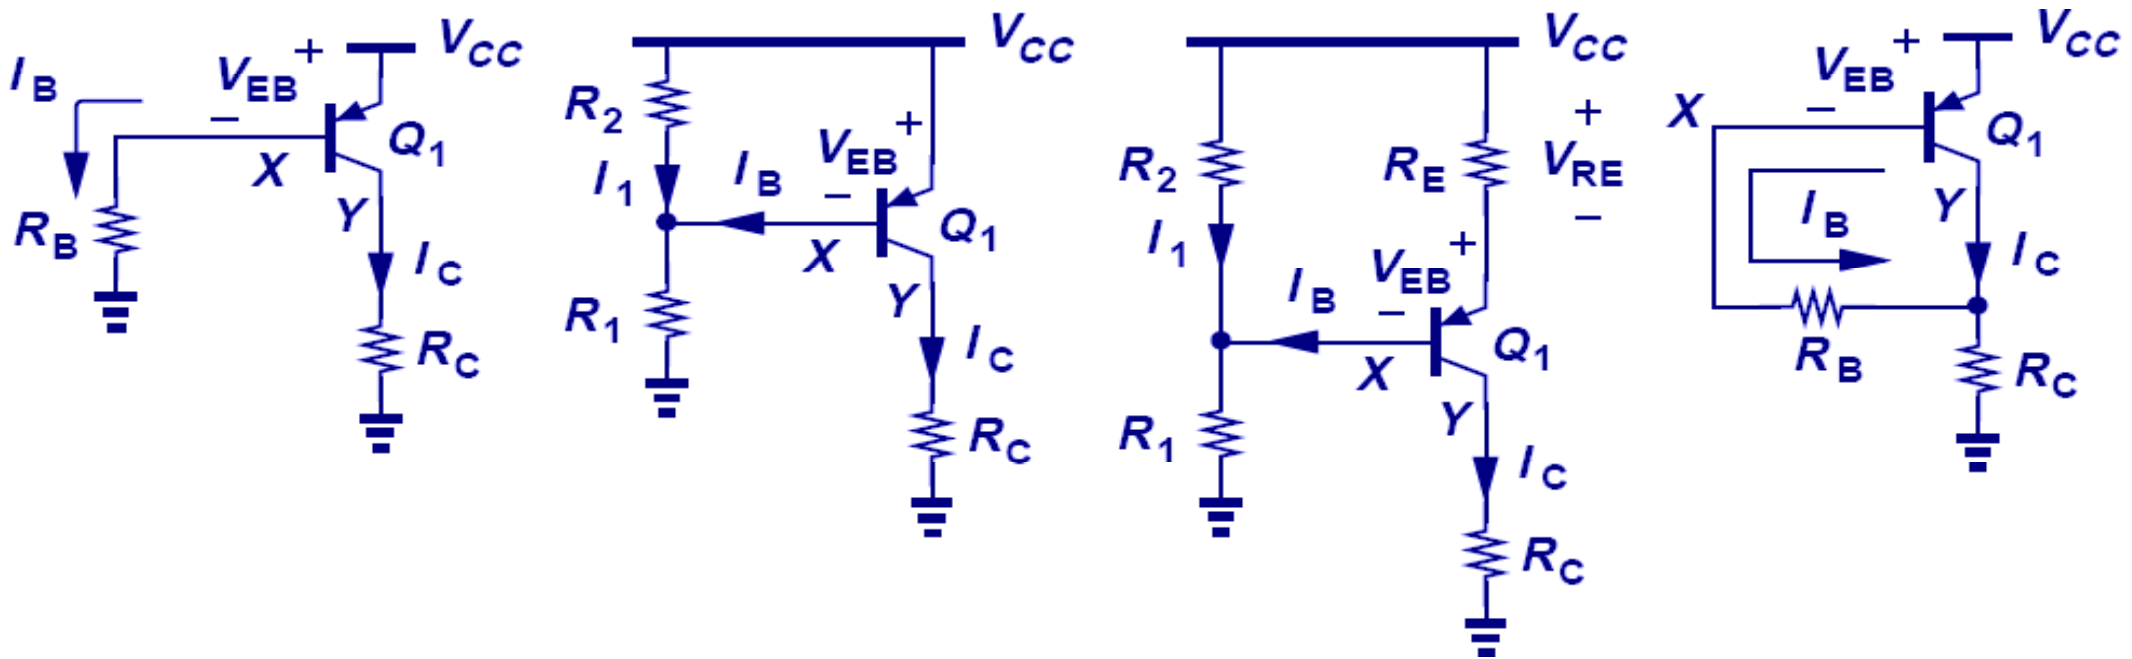 I_B
V_EB
+
−
V_CC
Q_1
X
Y
R_B
I_C
R_C
V_CC
R_2
I_1
I_B
V_EB
+
−
Q_1
X
Y
R_1
I_C
R_C
V_CC
R_2
R_E
+
V_RE
−
I_1
I_B
V_EB
+
−
Q_1
X
Y
R_1
I_C
R_C
V_CC
V_EB
+
−
X
Q_1
Y
I_B
I_C
R_B
R_C